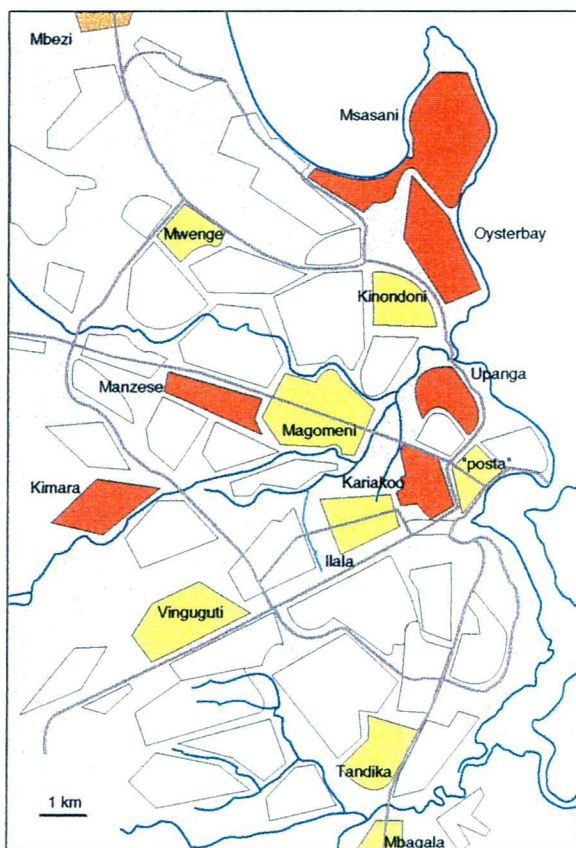 Mbezi
Msasani
Oysterbay
Mwenge
Kinondoni
Upanga
Manzese
Magomeni
"posta"
Kariakoo
Kimara
Ilala
Vinguguti
Tandika
1 km
Mbagala